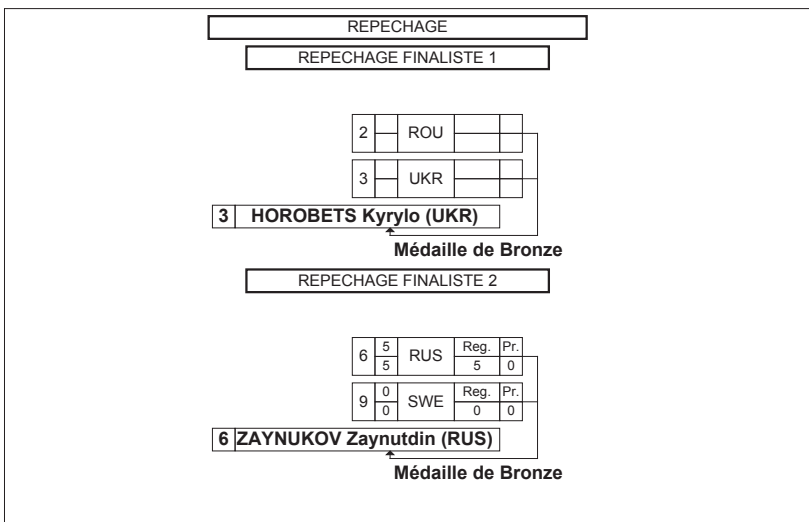 REPECHAGE
REPECHAGE FINALISTE 1
2 ROU
3 UKR
3 HOROBETS Kyrylo (UKR)
Médaille de Bronze
REPECHAGE FINALISTE 2
6 5 RUS Reg. Pr.
5 5 0
9 0 SWE Reg. Pr.
0 0 0
6 ZAYNUKOV Zaynutdin (RUS)
Médaille de Bronze